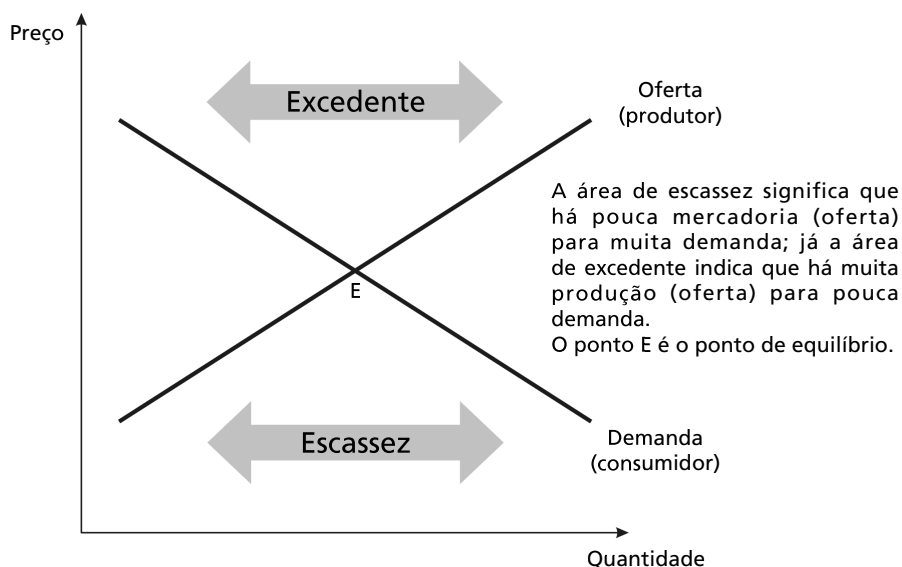 Preço
Excedente
Oferta
(produtor)
A área de escassez significa que
há pouca mercadoria (oferta)
para muita demanda; já a área
de excedente indica que há muita
produção (oferta) para pouca
demanda.
O ponto E é o ponto de equilíbrio.
E
Escassez
Demanda
(consumidor)
Quantidade